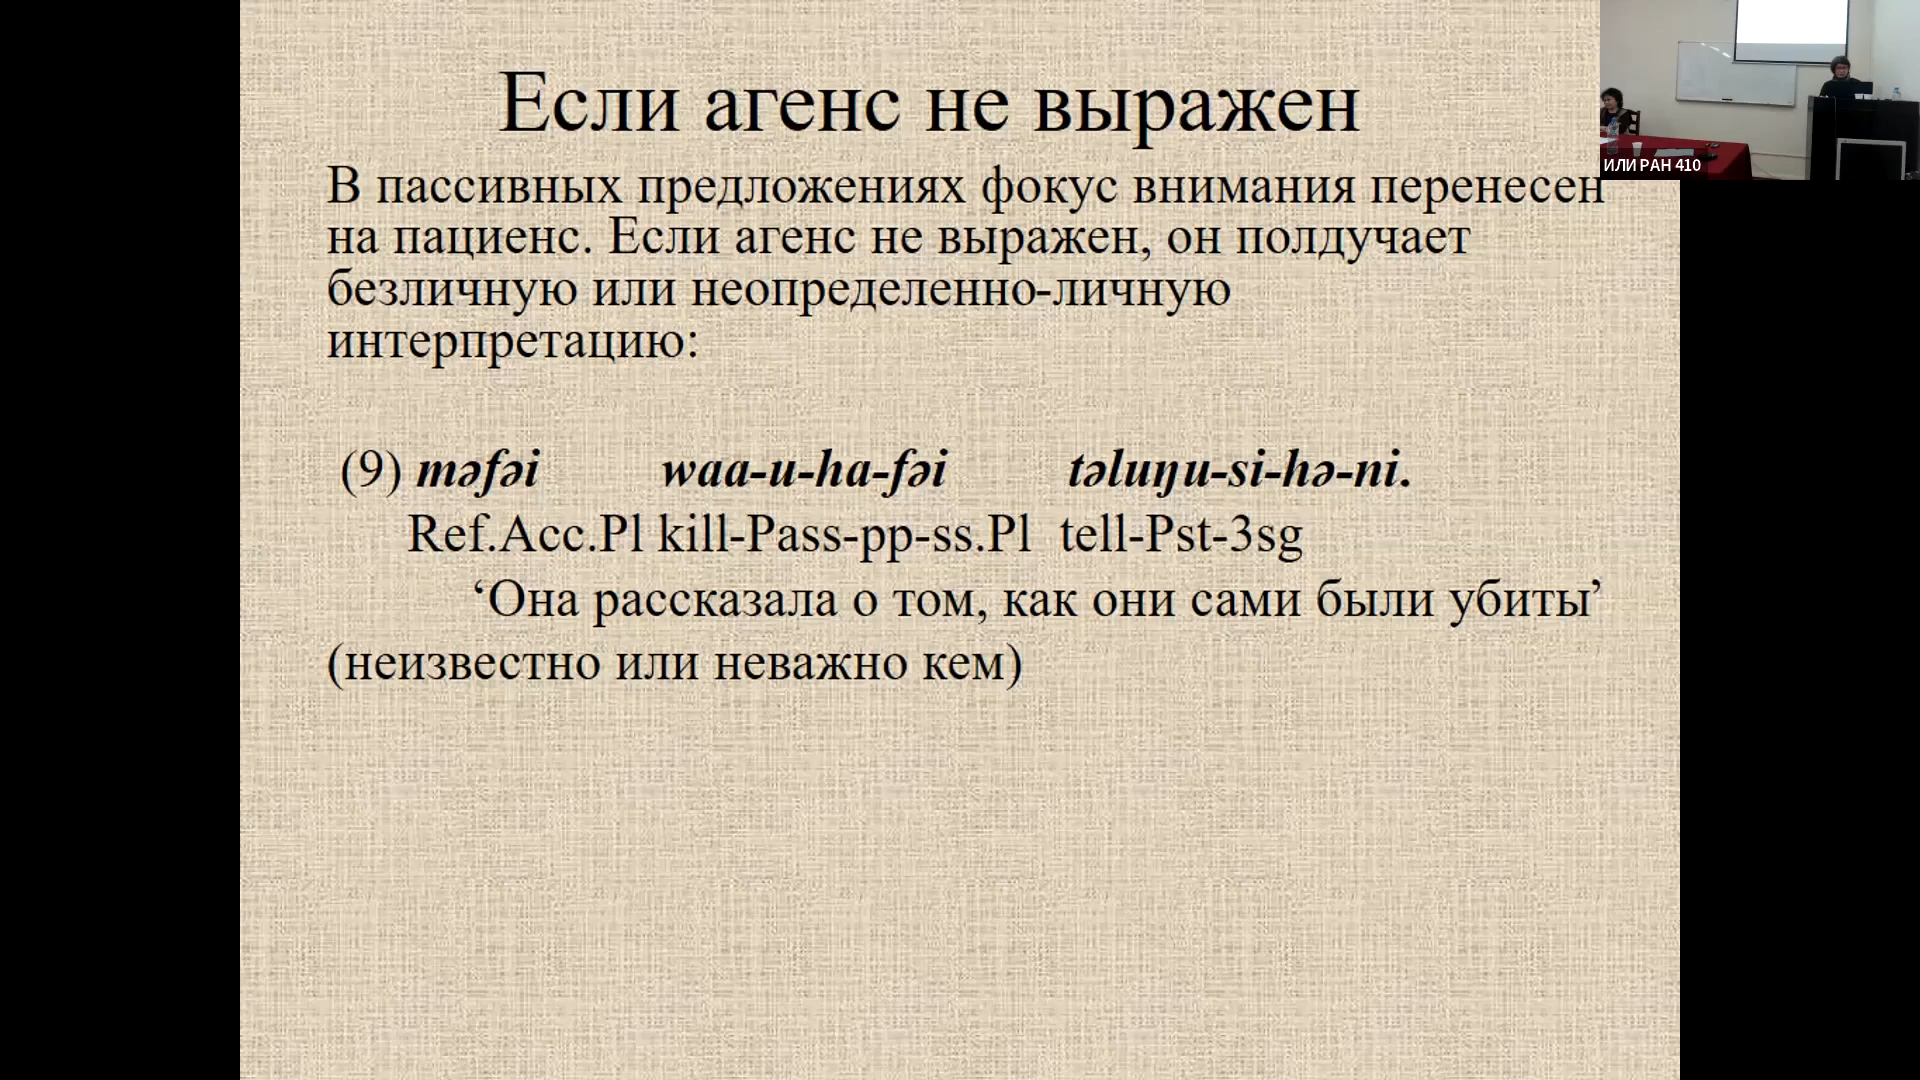 Если агенс не выражен
В пассивных предложениях фокус внимания перенесен
на пациенс. Если агенс не выражен, он полдучает
безличную или неопределенно-личную
интерпретацию:
(9) məfəi waa-u-ha-fəi təluŋu-si-hə-ni.
Ref.Acc.Pl kill-Pass-pp-ss.Pl tell-Pst-3sg
‘Она рассказала о том, как они сами были убиты’
(неизвестно или неважно кем)
ИЛИ РАН 410